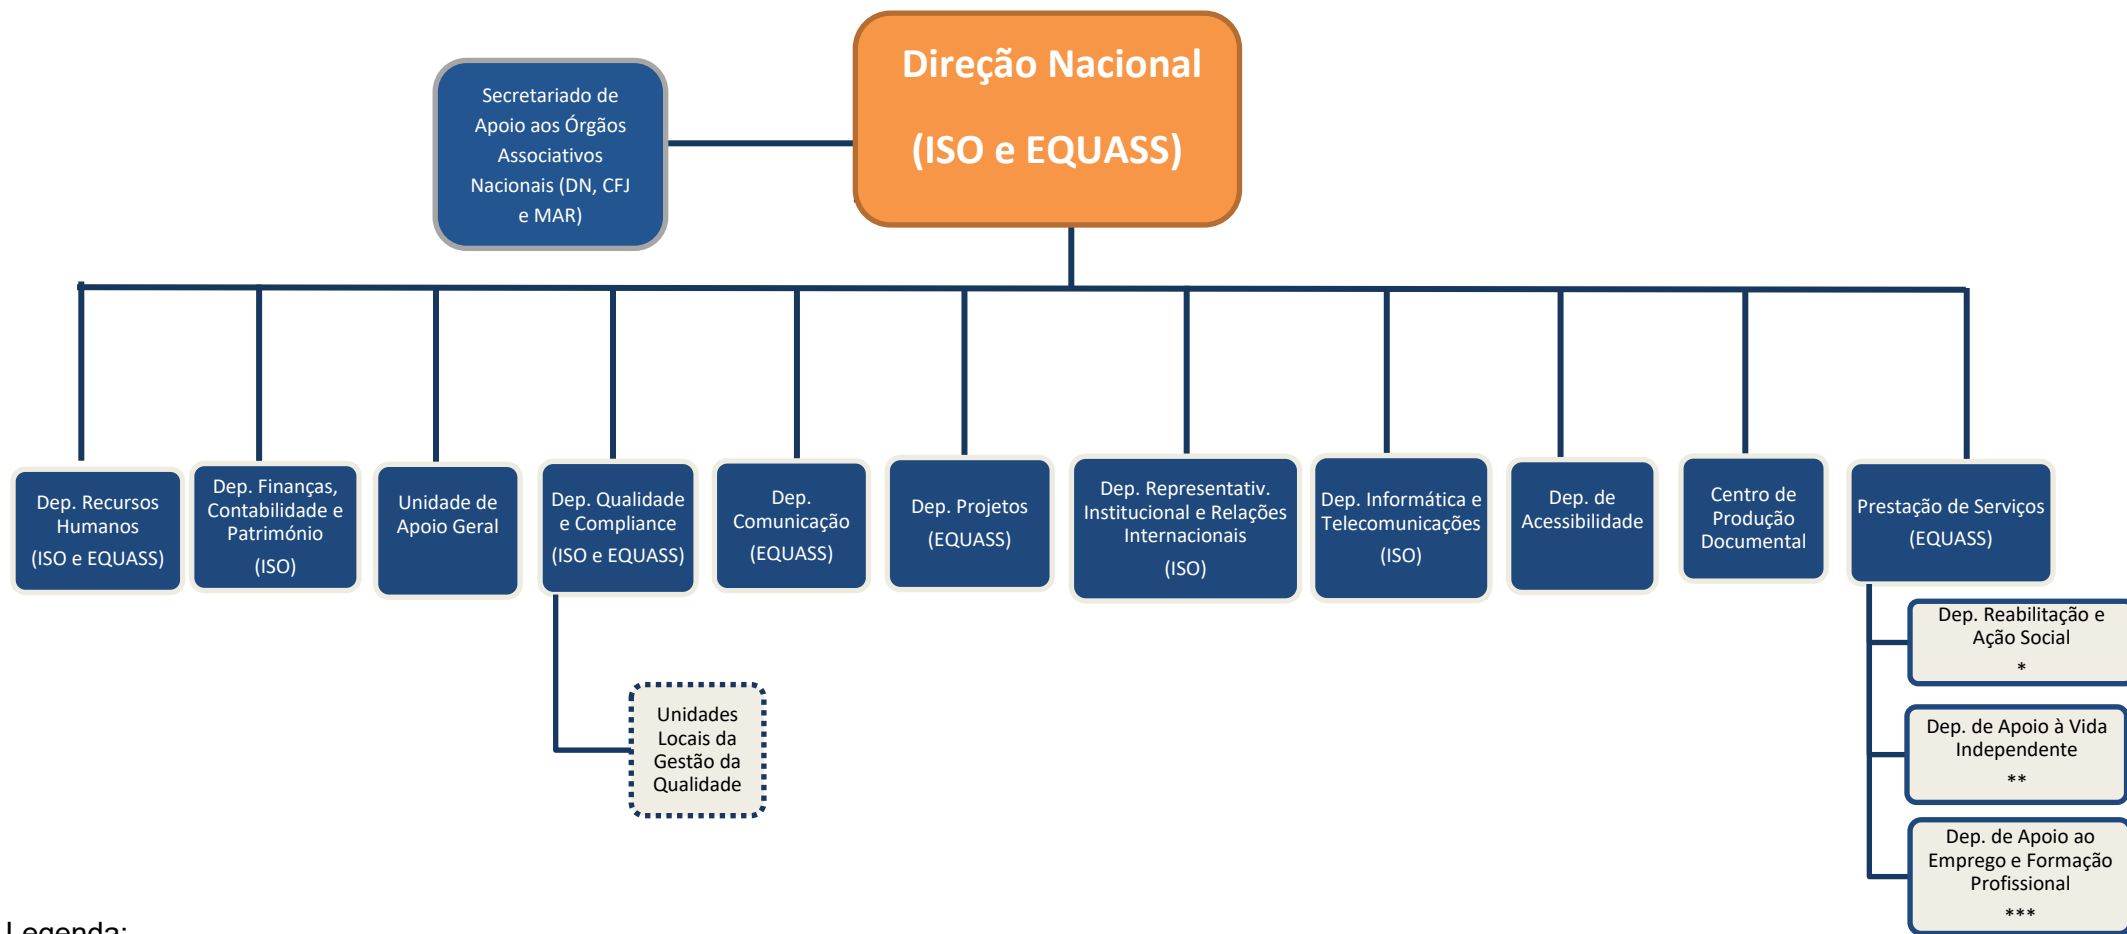 Direção Nacional
(ISO e EQUASS)
Secretariado de
Apoio aos Órgãos
Associativos
Nacionais (DN, CFJ
e MAR)
Dep. Recursos
Humanos
(ISO e EQUASS)
Dep. Finanças,
Contabilidade e
Património
(ISO)
Unidade de
Apoio Geral
Dep. Qualidade
e Compliance
(ISO e EQUASS)
Dep.
Comunicação
(EQUASS)
Dep. Projetos
(EQUASS)
Dep. Representativ.
Institucional e Relações
Internacionais
(ISO)
Dep. Informática e
Telecomunicações
(ISO)
Dep. de
Acessibilidade
Centro de
Produção
Documental
Prestação de Serviços
(EQUASS)
Unidades
Locais da
Gestão da
Qualidade
Dep. Reabilitação e
Ação Social
*
Dep. de Apoio à Vida
Independente
**
Dep. de Apoio ao
Emprego e Formação
Profissional
***
Legenda: